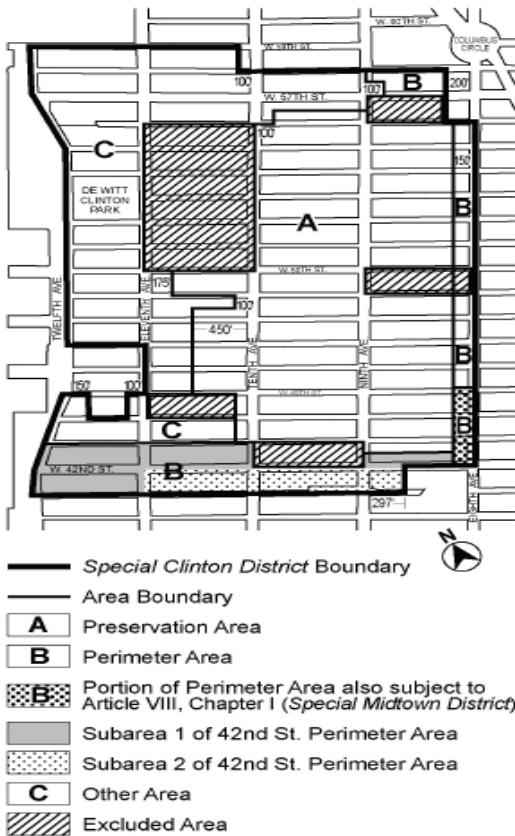 W. 60TH ST.
COLUMBUS
CIRCLE
W. 59TH ST.
100'
B
200'
100'
W. 57TH ST.
100'
C
150'
DE WITT
CLINTON
PARK
A
B
W. 50TH ST.
175'
TWELFTH AVE
ELEVENTH AVE
100'
450'
TENTH AVE
NINTH AVE
B
150'
100'
W. 45TH ST.
C
B
B
W. 42ND ST.
297'
EIGHTH AVE
N
Special Clinton District Boundary
Area Boundary
A Preservation Area
B Perimeter Area
B Portion of Perimeter Area also subject to
Article VIII, Chapter I (Special Midtown District)
Subarea 1 of 42nd St. Perimeter Area
Subarea 2 of 42nd St. Perimeter Area
C Other Area
Excluded Area